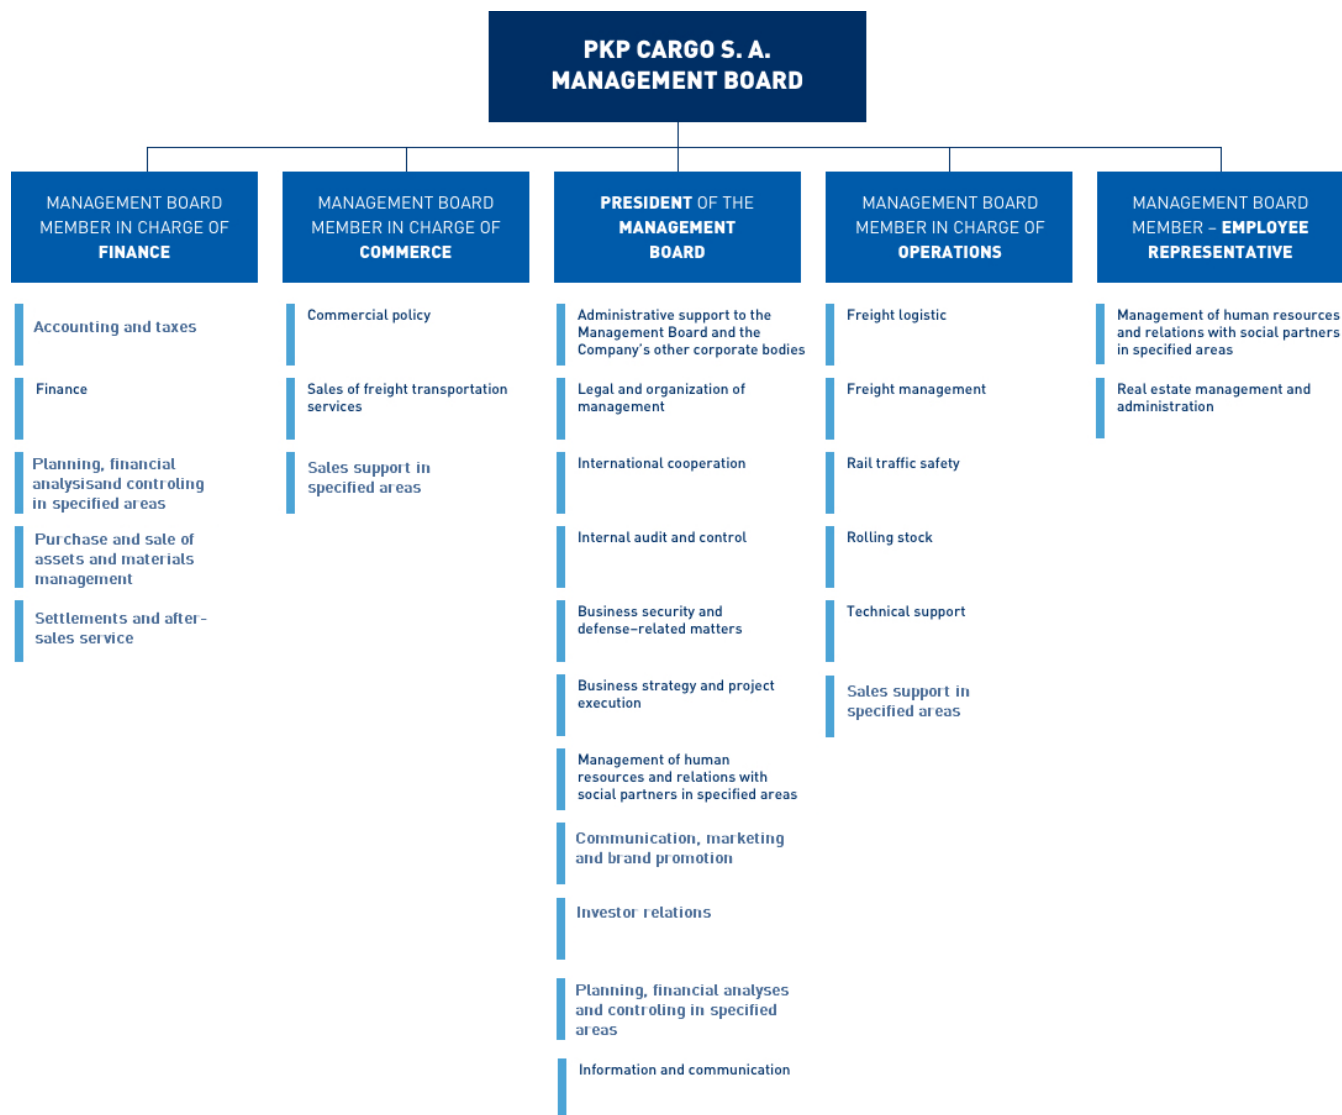 PKP CARGO S. A.
MANAGEMENT BOARD
MANAGEMENT BOARD
MEMBER IN CHARGE OF
FINANCE
Accounting and taxes
Finance
Planning, financial
analysisand controling
in specified areas
Purchase and sale of
assets and materials
management
Settlements and after-
sales service
MANAGEMENT BOARD
MEMBER IN CHARGE OF
COMMERCE
Commercial policy
Sales of freight transportation
services
Sales support in
specified areas
PRESIDENT OF THE
MANAGEMENT
BOARD
Administrative support to the
Management Board and the
Company's other corporate bodies
Legal and organization of
management
International cooperation
Internal audit and control
Business security and
defense–related matters
Business strategy and project
execution
Management of human
resources and relations with
social partners in specified areas
Communication, marketing
and brand promotion
Investor relations
Planning, financial analyses
and controling in specified
areas
Information and communication
MANAGEMENT BOARD
MEMBER IN CHARGE OF
OPERATIONS
Freight logistic
Freight management
Rail traffic safety
Rolling stock
Technical support
Sales support in
specified areas
MANAGEMENT BOARD
MEMBER – EMPLOYEE
REPRESENTATIVE
Management of human resources
and relations with social partners
in specified areas
Real estate management and
administration